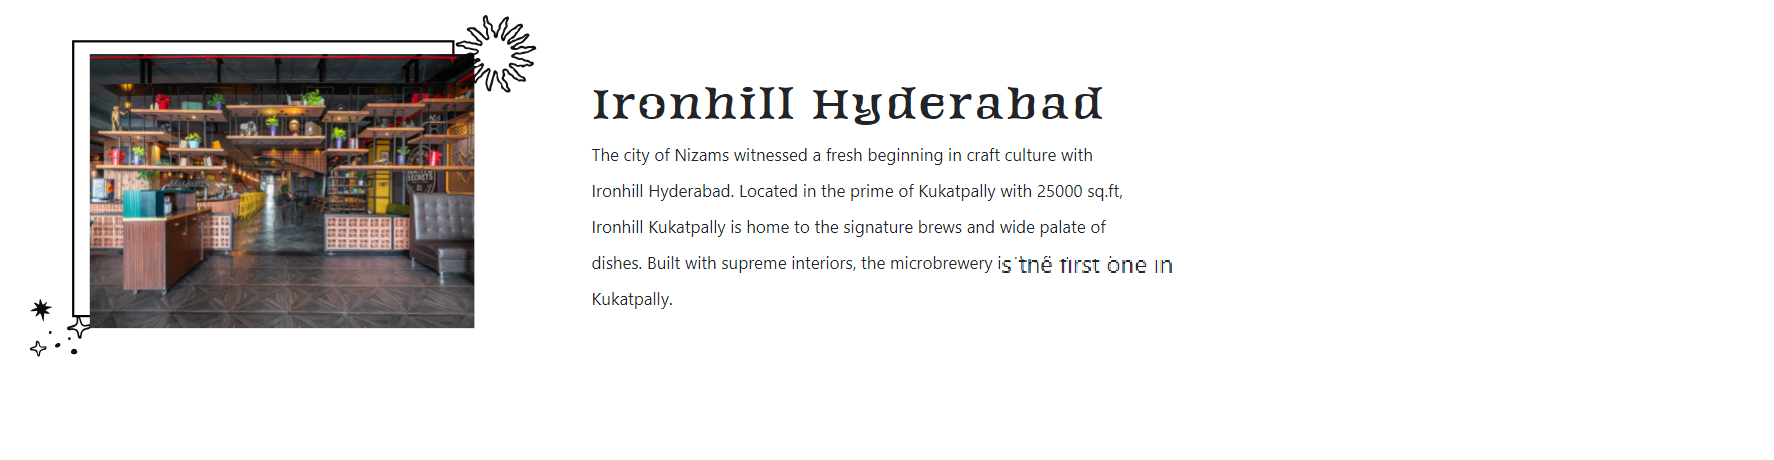 Ironhill Hyderabad
The city of Nizams witnessed a fresh beginning in craft culture with
Ironhill Hyderabad. Located in the prime of Kukatpally with 25000 sq.ft,
Ironhill Kukatpally is home to the signature brews and wide palate of
dishes. Built with supreme interiors, the microbrewery is the first one in
Kukatpally.